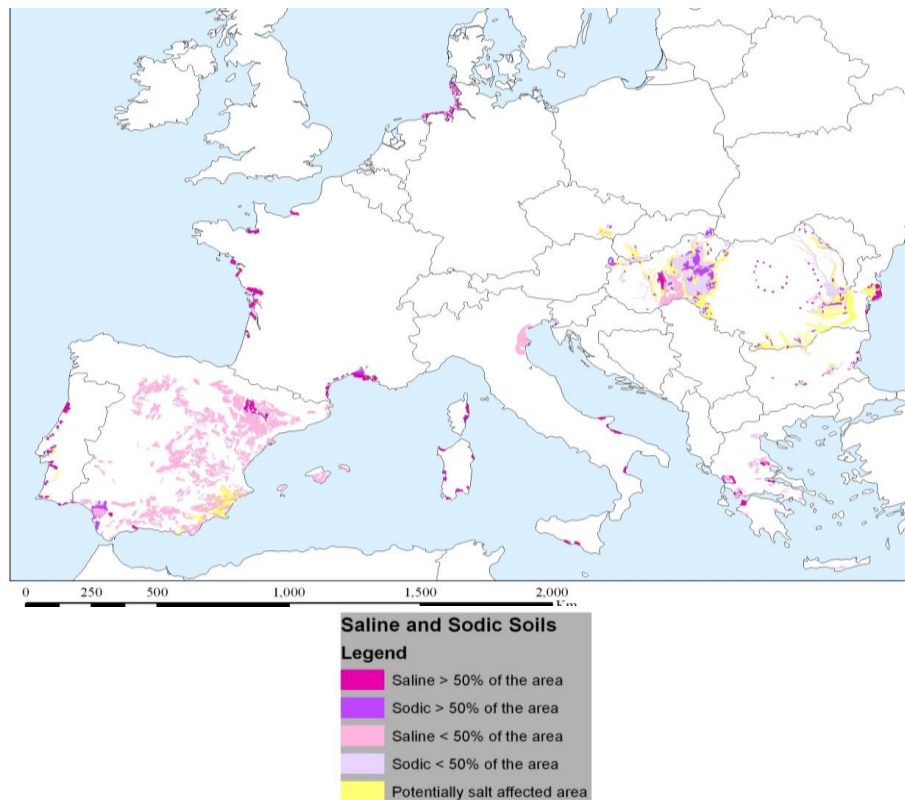 0 250 500 1,000 1,500 2,000
Km
Saline and Sodic Soils
Legend
Saline > 50% of the area
Sodic > 50% of the area
Saline < 50% of the area
Sodic < 50% of the area
Potentially salt affected area